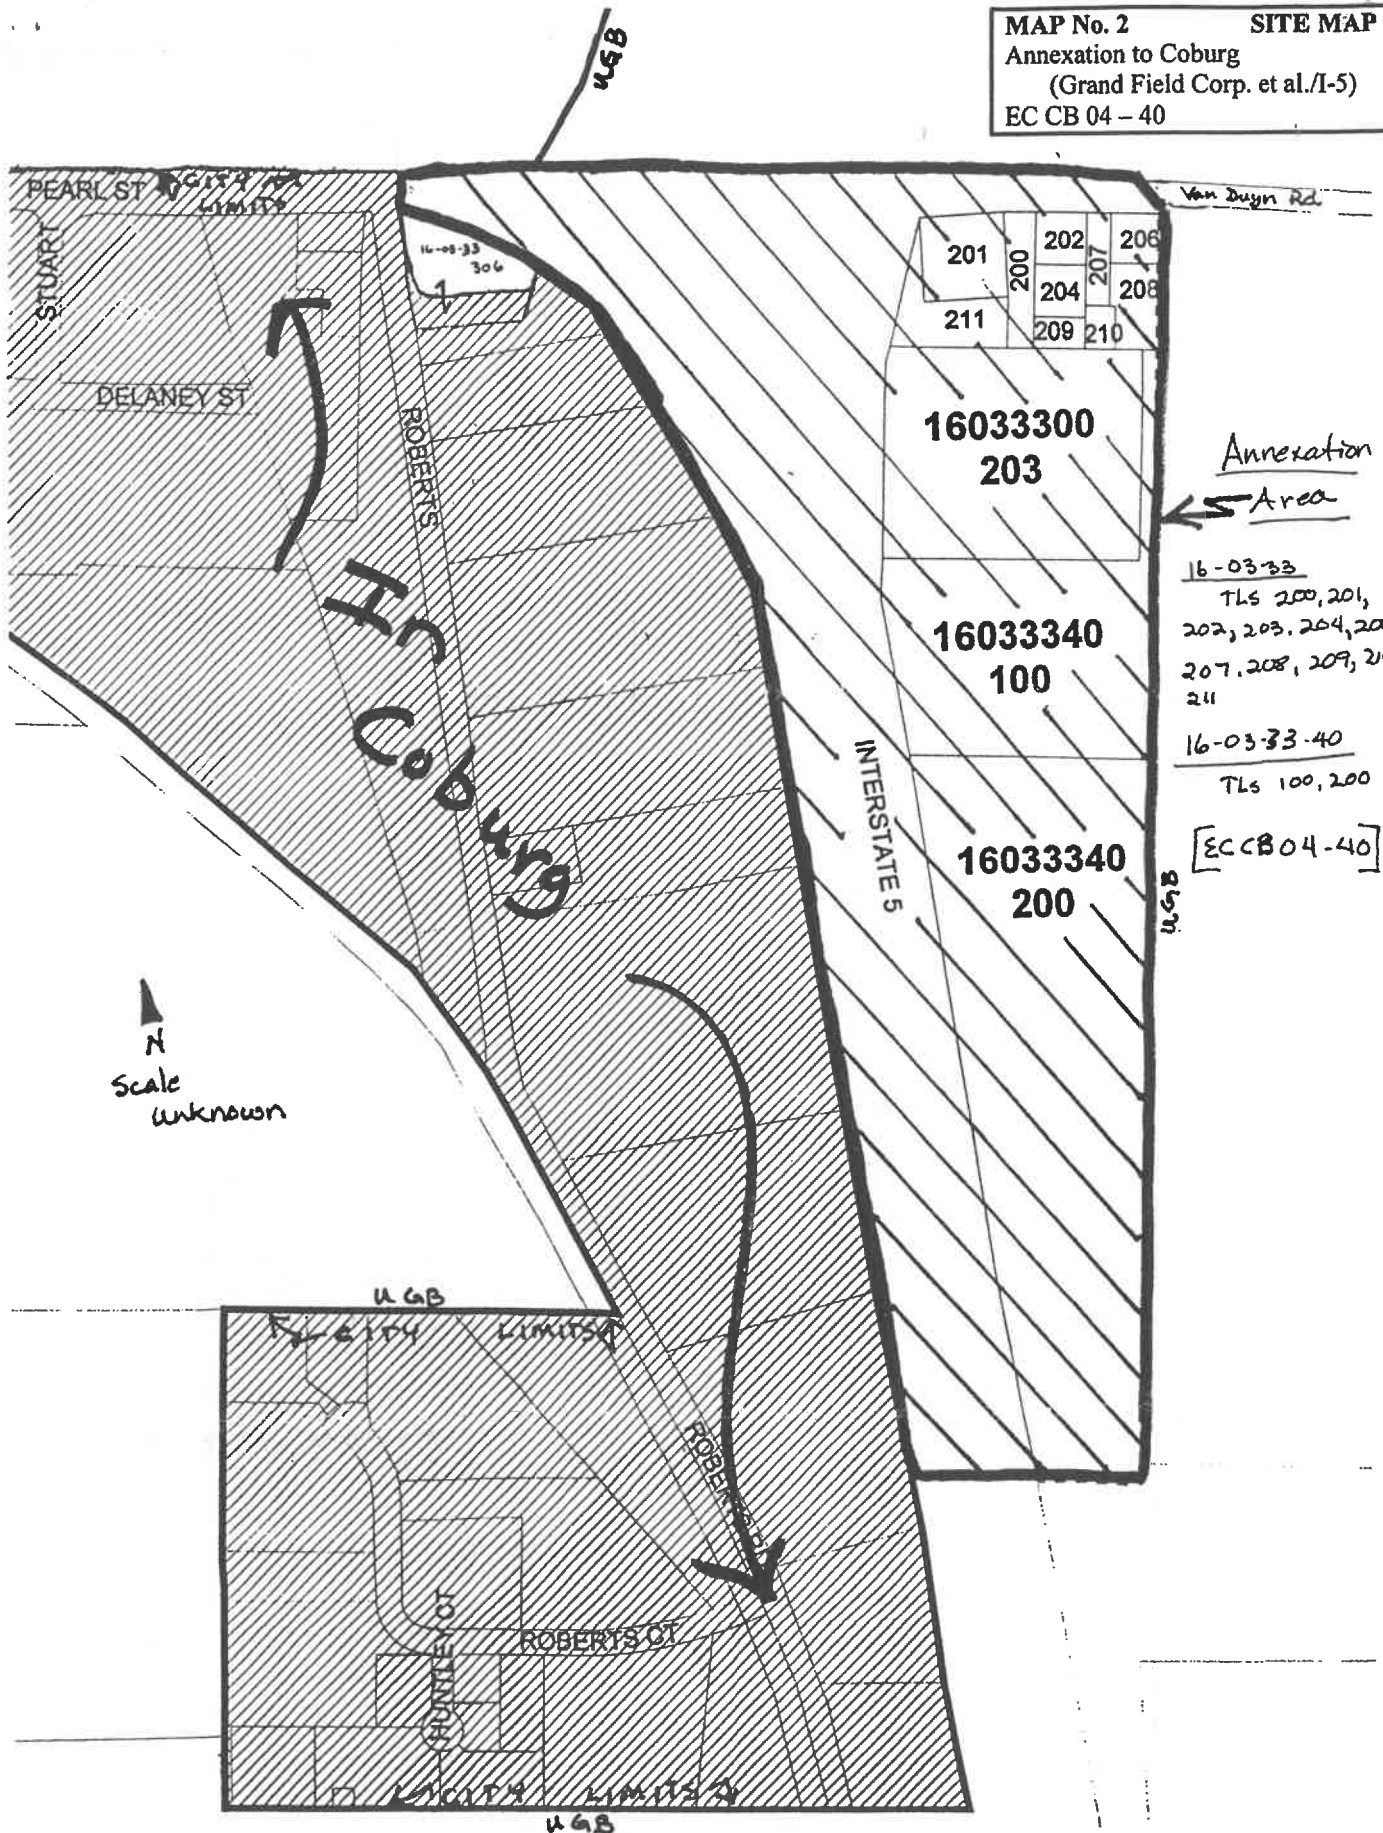 MAP No. 2 SITE MAP
Annexation to Coburg
(Grand Field Corp. et al./I-5)
EC CB 04 – 40
UGB
PEARL ST
CITY
LIMITS
Van Duyn Rd.
STUART
16-03-33
306
201
200
202
207
206
204
208
211
209
210
DELANEY ST
ROBERTS
16033300
203
Annexation
Area
16-03-33
TLs 200, 201,
202, 203, 204,
207, 208, 209,
211
In
Coburg
16033340
100
16-03-33-40
TLs 100, 200
INTERSTATE 5
16033340
200
[ECCB04-40]
UGB
N
Scale
unknown
UGB
CITY LIMITS
ROBERTS
HUNTLEY CT
ROBERTS CT
CITY LIMITS
UGB